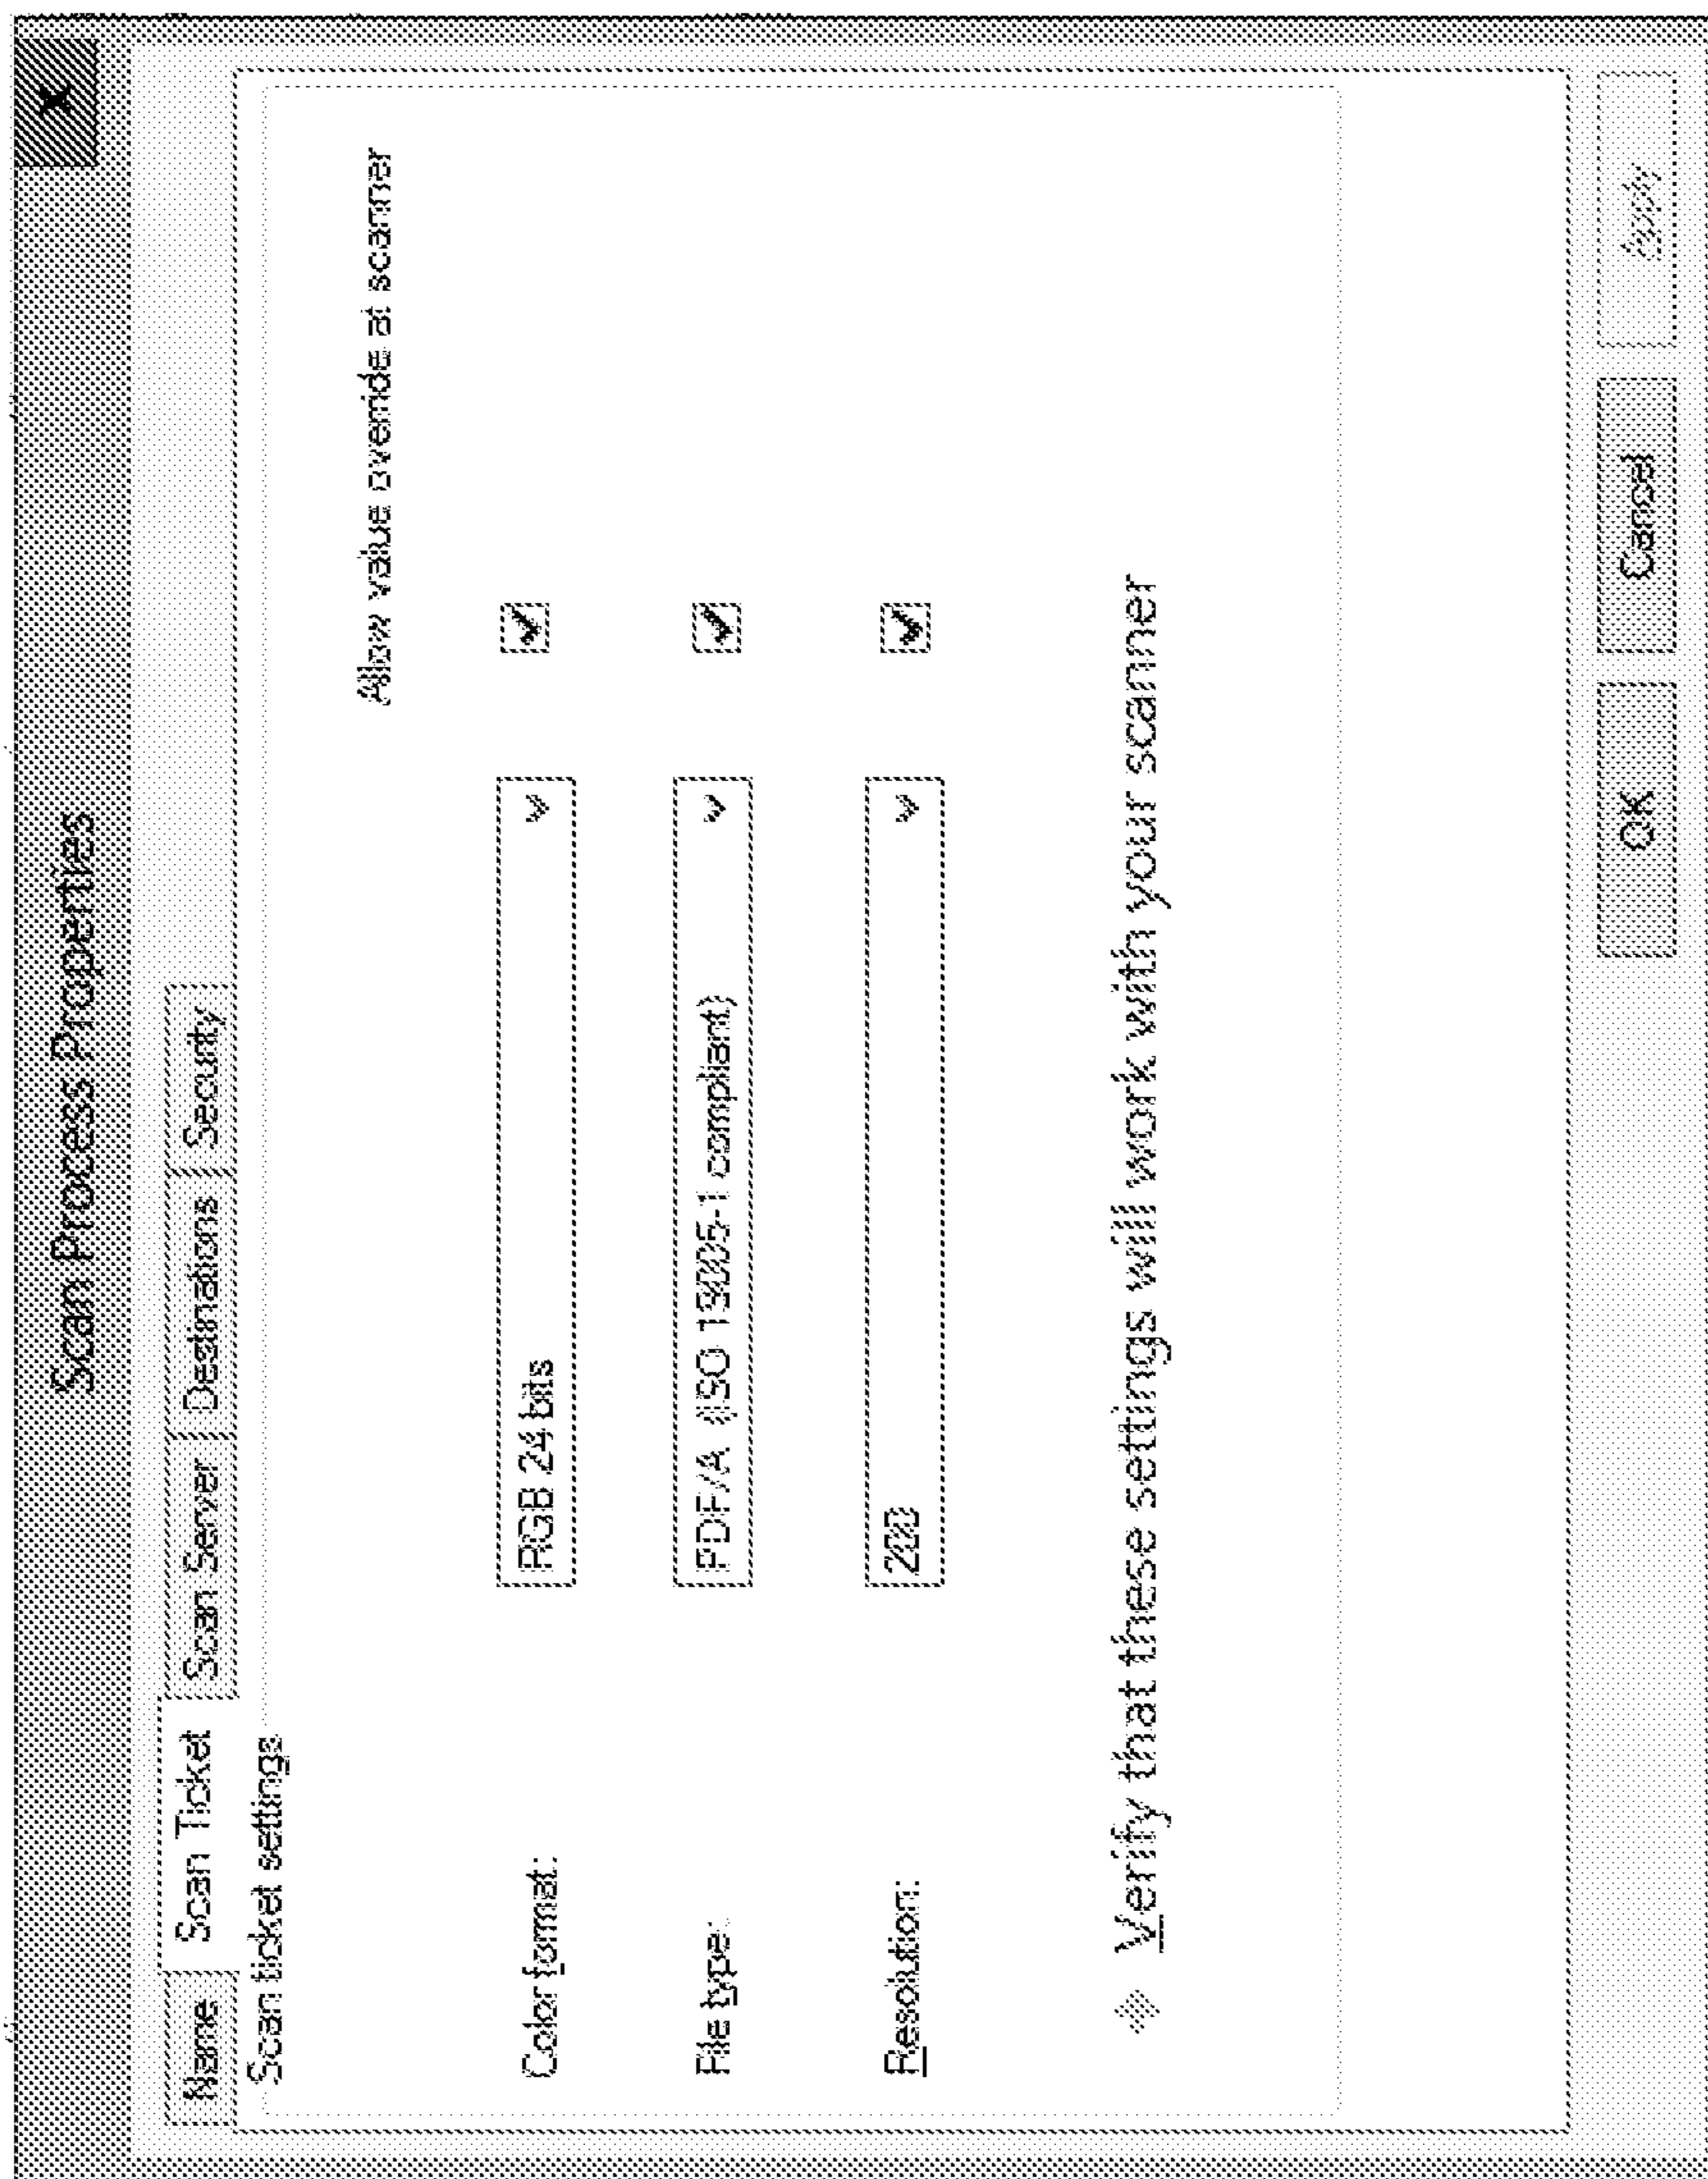 Scan Process Properties
x
Name Scan Ticket Scan Server Destinations Security
Scan ticket settings
Allow value override at scanner
Color format: RGB 24 bits
File type: PDF/A (ISO 19005-1 compliant)
Resolution: 200
Verify that these settings will work with your scanner
OK Cancel Apply